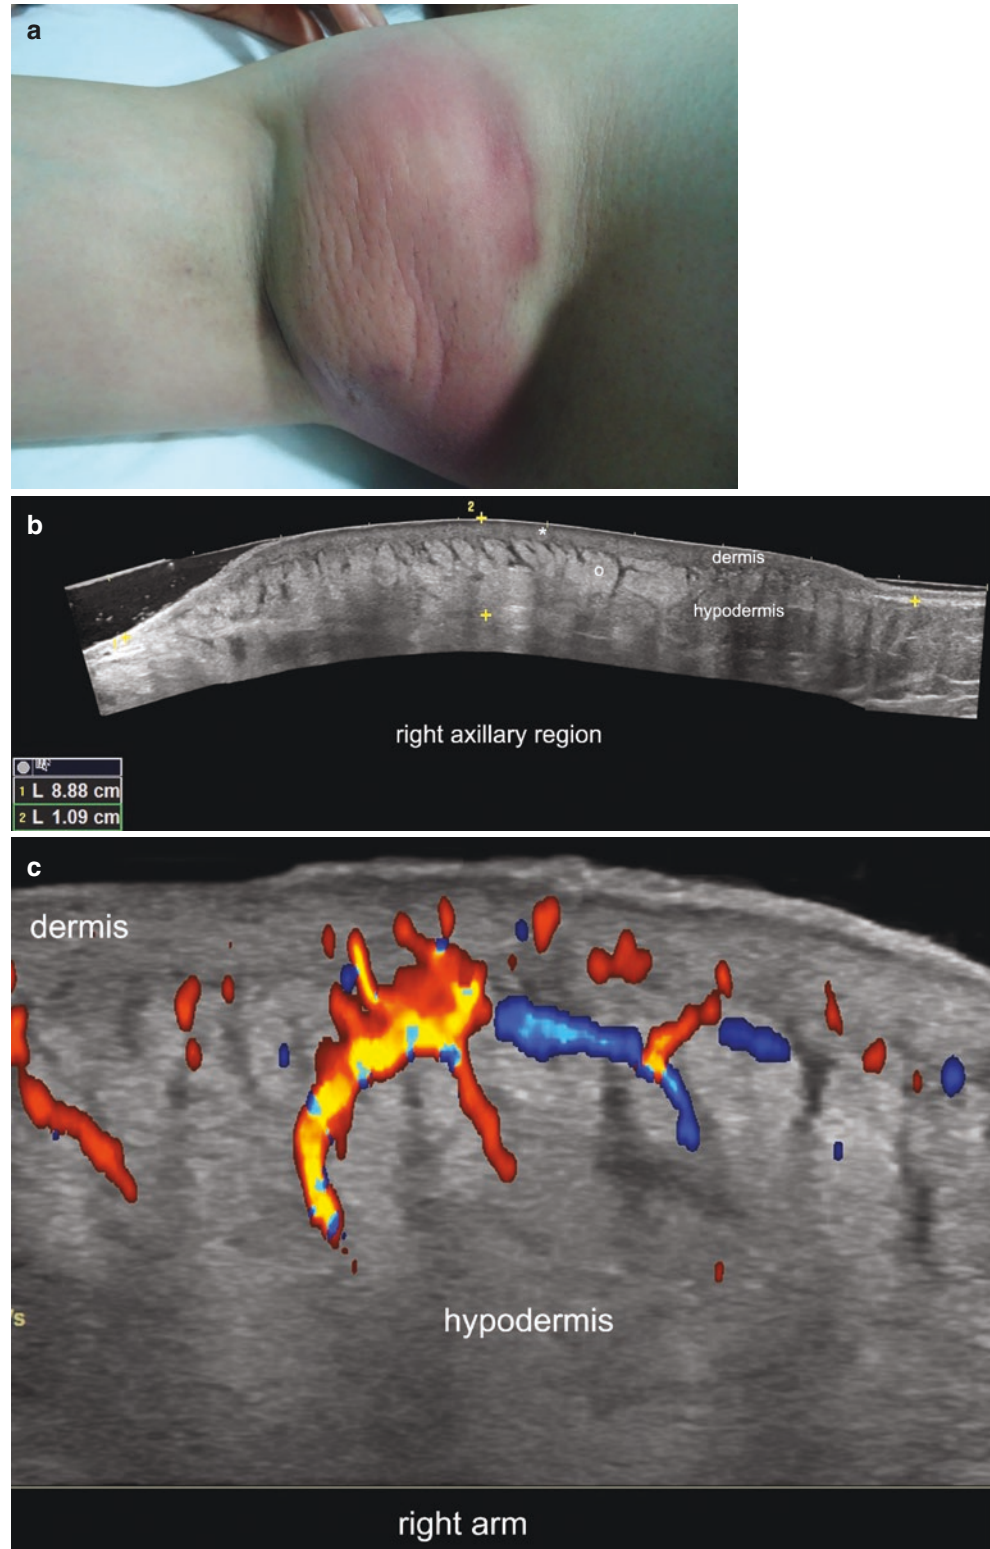 a
b
2
*
dermis
o
hypodermis
right axillary region
1 L 8.88 cm
2 L 1.09 cm
c
dermis
/s
hypodermis
right arm